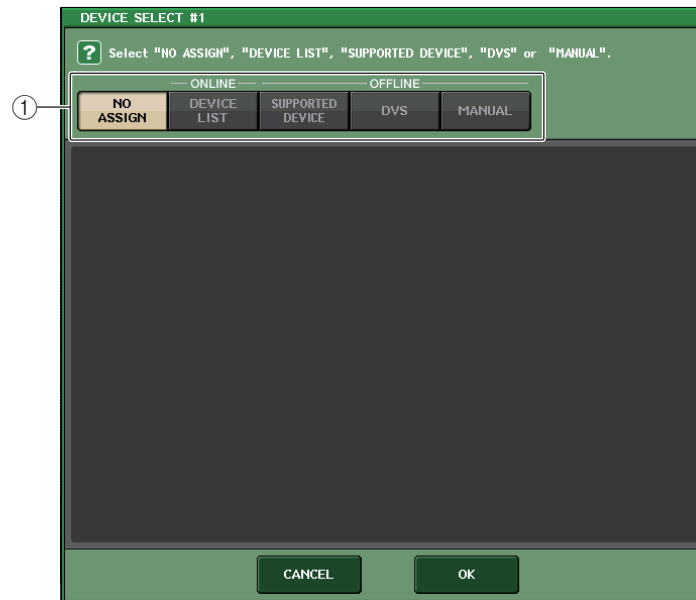 DEVICE SELECT #1
? Select "NO ASSIGN", "DEVICE LIST", "SUPPORTED DEVICE", "DVS" or "MANUAL".
ONLINE OFFLINE
1
NO ASSIGN
DEVICE LIST
SUPPORTED DEVICE
DVS
MANUAL
CANCEL OK